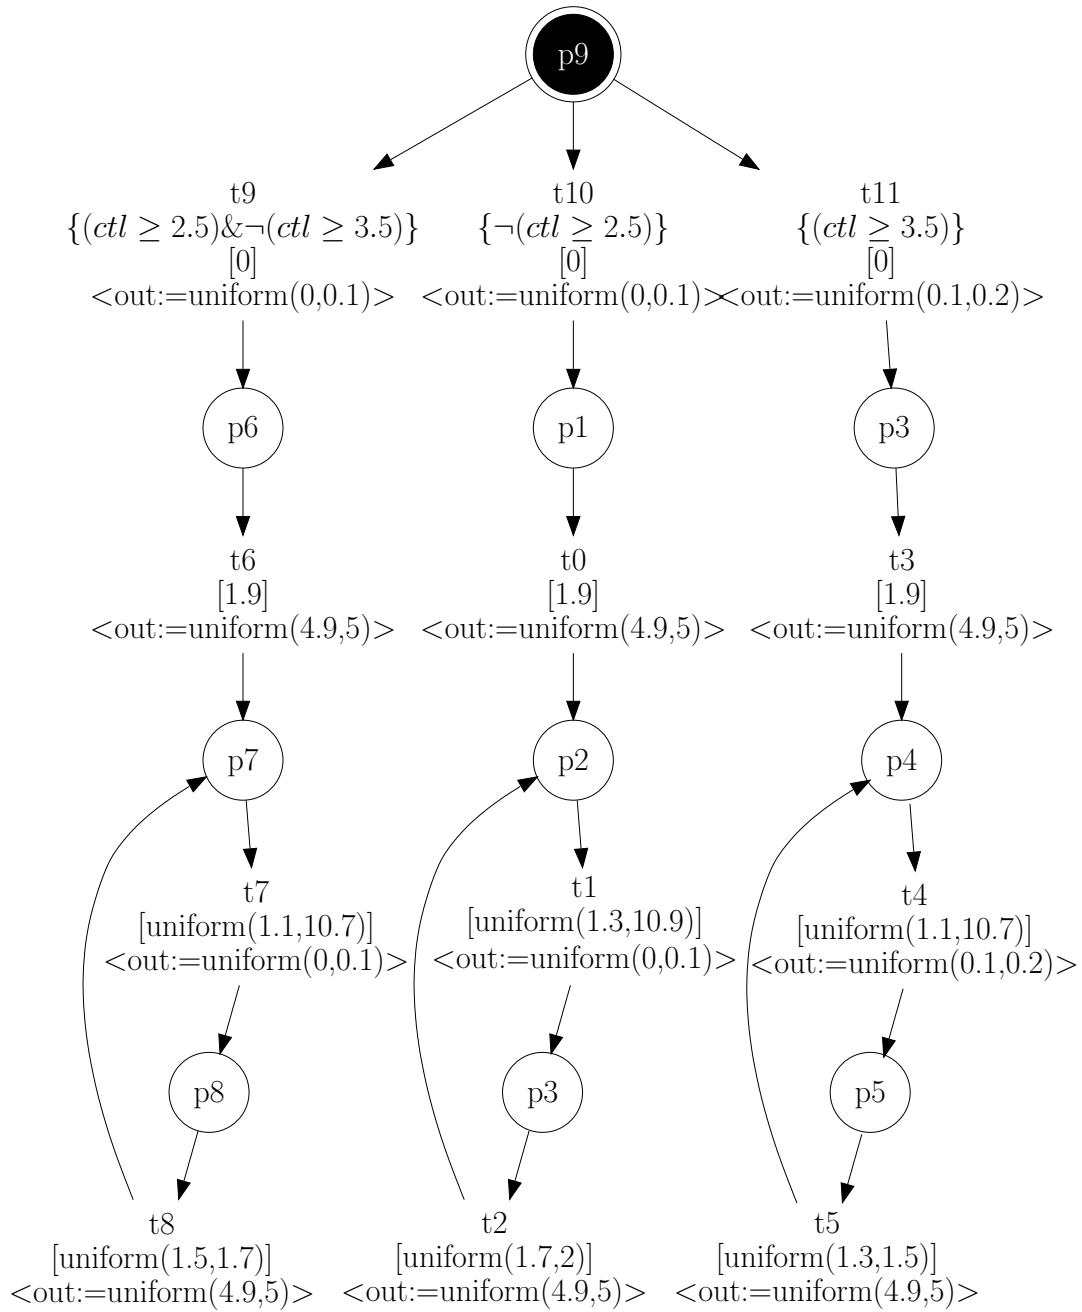 p9
t9
{(ctl ≥ 2.5)&¬(ctl ≥ 3.5)}
[0]
<out:=uniform(0,0.1)>
t10
{¬(ctl ≥ 2.5)}
[0]
<out:=uniform(0,0.1)>
t11
{(ctl ≥ 3.5)}
[0]
<out:=uniform(0.1,0.2)>
p6
p1
p3
t6
[1.9]
<out:=uniform(4.9,5)>
t0
[1.9]
<out:=uniform(4.9,5)>
t3
[1.9]
<out:=uniform(4.9,5)>
p7
p2
p4
t7
[uniform(1.1,10.7)]
<out:=uniform(0,0.1)>
t1
[uniform(1.3,10.9)]
<out:=uniform(0,0.1)>
t4
[uniform(1.1,10.7)]
<out:=uniform(0.1,0.2)>
p8
p3
p5
t8
[uniform(1.5,1.7)]
<out:=uniform(4.9,5)>
t2
[uniform(1.7,2)]
<out:=uniform(4.9,5)>
t5
[uniform(1.3,1.5)]
<out:=uniform(4.9,5)>